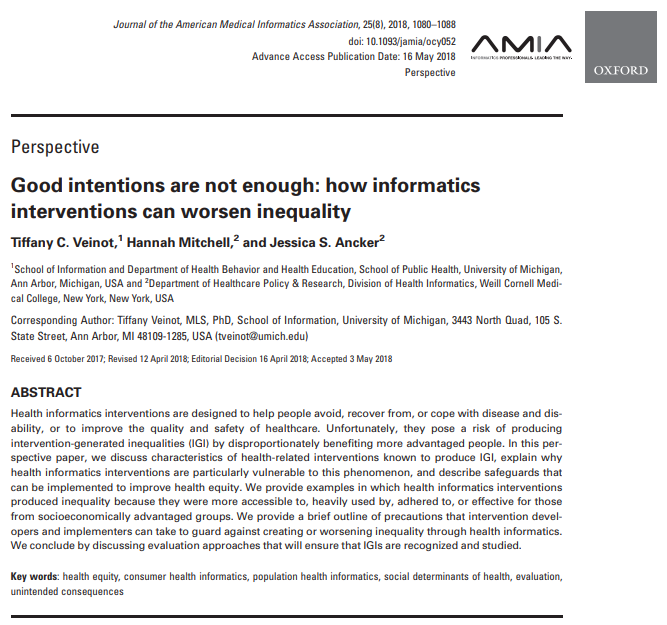 Journal of the American Medical Informatics Association, 25(8), 2018, 1080–1088
doi: 10.1093/jamia/ocy052
Advance Access Publication Date: 16 May 2018
Perspective
AMIA
INFORMATICS PROFESSIONALS. LEADING THE WAY.
OXFORD
Perspective
Good intentions are not enough: how informatics
interventions can worsen inequality
Tiffany C. Veinot,1 Hannah Mitchell,2 and Jessica S. Ancker2
1School of Information and Department of Health Behavior and Health Education, School of Public Health, University of Michigan,
Ann Arbor, Michigan, USA and 2Department of Healthcare Policy & Research, Division of Health Informatics, Weill Cornell Medi-
cal College, New York, New York, USA
Corresponding Author: Tiffany Veinot, MLS, PhD, School of Information, University of Michigan, 3443 North Quad, 105 S.
State Street, Ann Arbor, MI 48109-1285, USA (tveinot@umich.edu)
Received 6 October 2017; Revised 12 April 2018; Editorial Decision 16 April 2018; Accepted 3 May 2018
ABSTRACT
Health informatics interventions are designed to help people avoid, recover from, or cope with disease and dis-
ability, or to improve the quality and safety of healthcare. Unfortunately, they pose a risk of producing
intervention-generated inequalities (IGI) by disproportionately benefiting more advantaged people. In this per-
spective paper, we discuss characteristics of health-related interventions known to produce IGI, explain why
health informatics interventions are particularly vulnerable to this phenomenon, and describe safeguards that
can be implemented to improve health equity. We provide examples in which health informatics interventions
produced inequality because they were more accessible to, heavily used by, adhered to, or effective for those
from socioeconomically advantaged groups. We provide a brief outline of precautions that intervention devel-
opers and implementers can take to guard against creating or worsening inequality through health informatics.
We conclude by discussing evaluation approaches that will ensure that IGIs are recognized and studied.
Key words: health equity, consumer health informatics, population health informatics, social determinants of health, evaluation,
unintended consequences